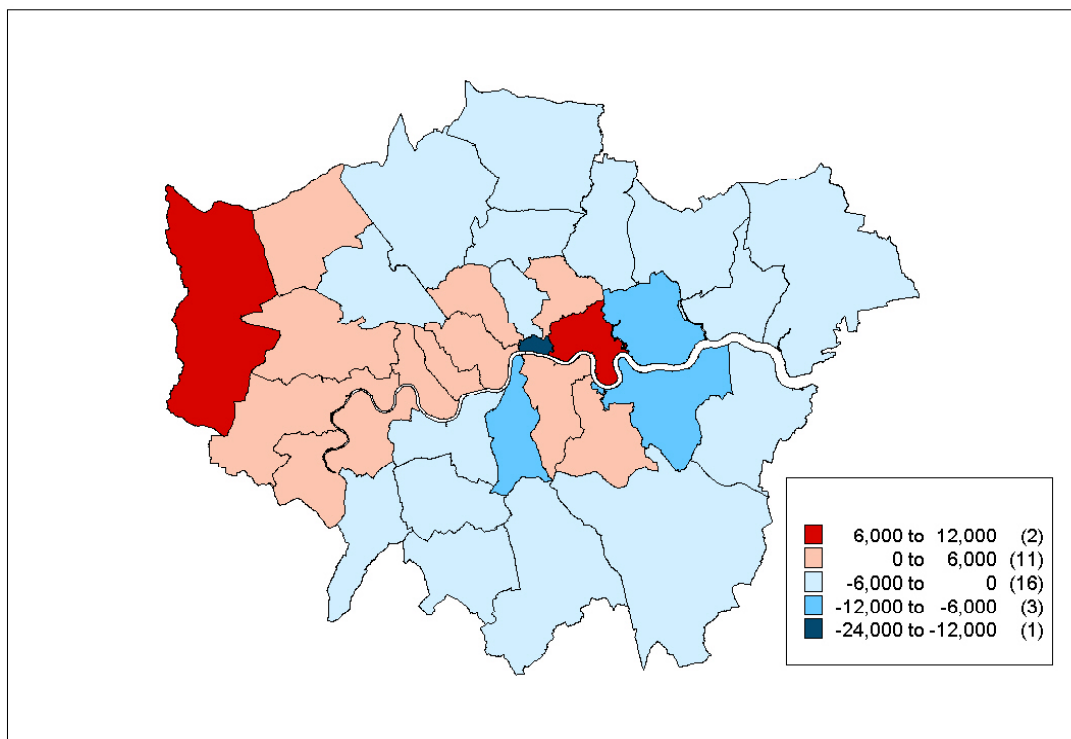 6,000 to 12,000 (2)
0 to 6,000 (11)
-6,000 to 0 (16)
-12,000 to -6,000 (3)
-24,000 to -12,000 (1)